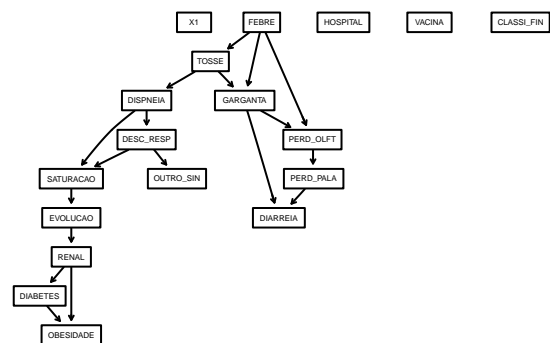 X1 FEBRE HOSPITAL VACINA CLASSI_FIN
TOSSE
DISPNEIA GARGANTA
DESC_RESP PERD_OLFT
SATURACAO OUTRO_SIN PERD_PALA
EVOLUCAO DIARREIA
RENAL
DIABETES
OBESIDADE